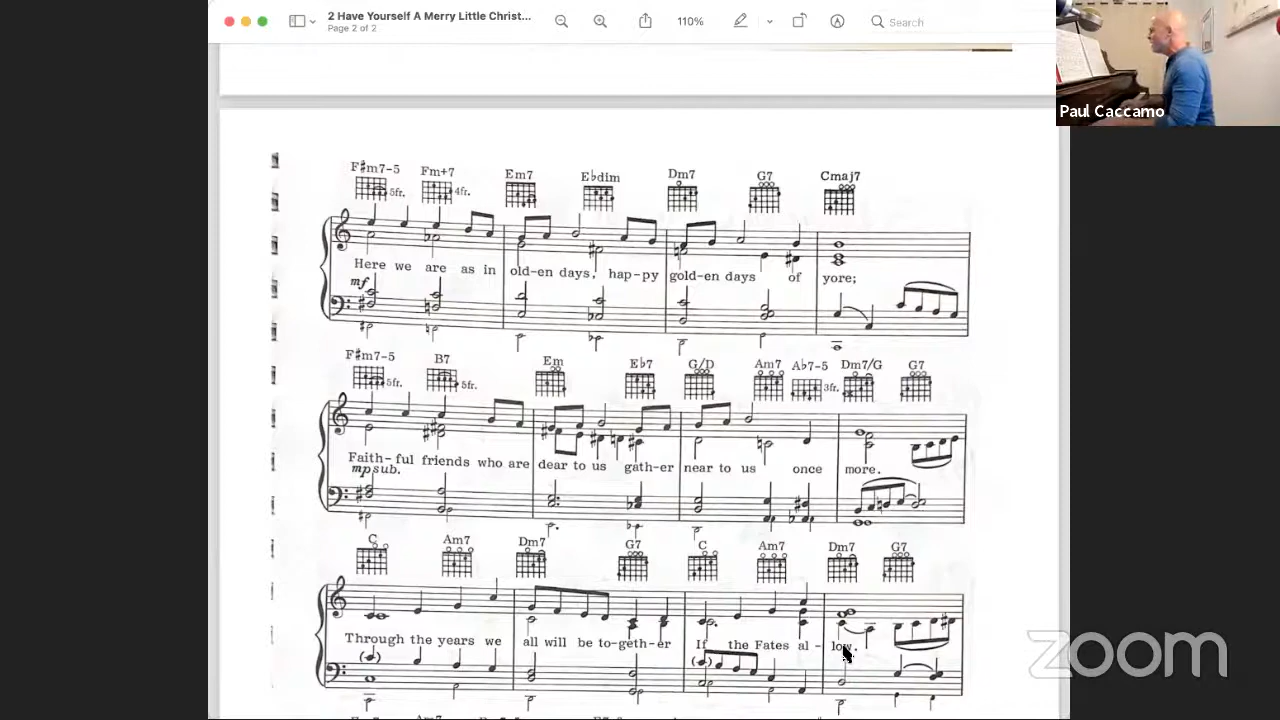 2 Have Yourself A Merry Little Christ...
Page 2 of 2
110%
Search
Paul Caccamo
F#m7-5 Fm+7 Em7 E♭dim Dm7 G7 Cmaj7
5fr. 4fr.
Here we are as in old-en days, hap-py gold-en days of yore;
mf
F#m7-5 B7 Em E♭7 G/D Am7 A♭7-5 Dm7/G G7
5fr. 5fr. 3fr.
Faith-ful friends who are dear to us gath-er near to us once more.
mp sub.
C Am7 Dm7 G7 C Am7 Dm7 G7
Through the years we all will be to-geth-er If the Fates al - low.
zoom